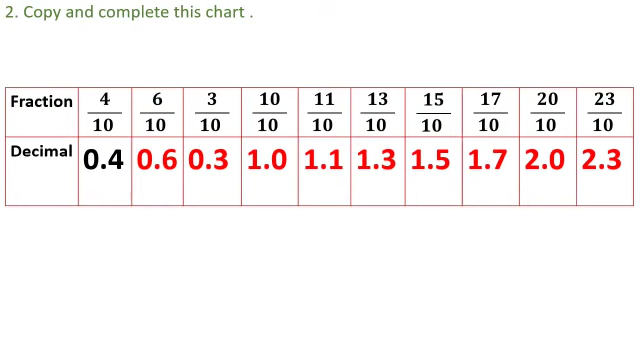 2. Copy and complete this chart .
Fraction 4/10 6/10 3/10 10/10 11/10 13/10 15/10 17/10 20/10 23/10
Decimal 0.4 0.6 0.3 1.0 1.1 1.3 1.5 1.7 2.0 2.3